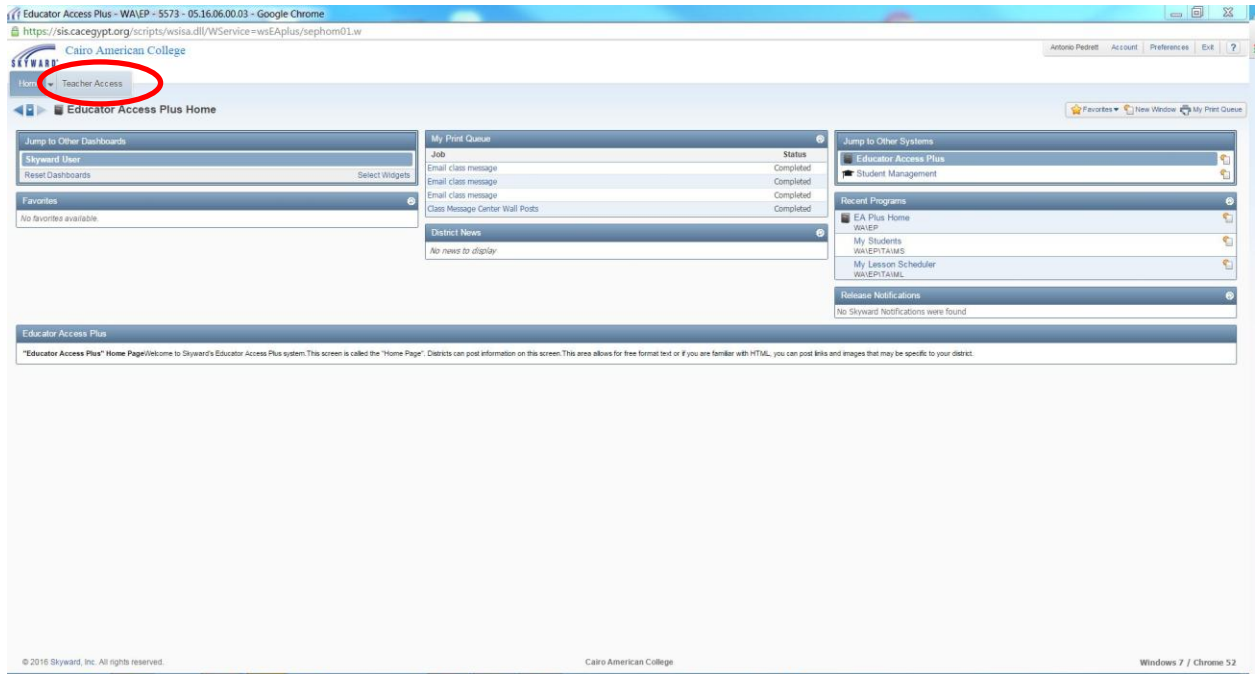 Educator Access Plus - WA\EP - 5573 - 05.16.06.00.03 - Google Chrome
https://sis.cacegypt.org/scripts/wsisa.dll/WService=wsEAplus/sephom01.w
SKYWARD
Cairo American College
Antonio Pedrett Account Preferences Exit ?
Home Teacher Access
Educator Access Plus Home
Favorites New Window My Print Queue
Jump to Other Dashboards
Skyward User
Reset Dashboards Select Widgets
Favorites
No favorites available.
My Print Queue
Job Status
Email class message Completed
Email class message Completed
Email class message Completed
Class Message Center Wall Posts Completed
District News
No news to display
Jump to Other Systems
Educator Access Plus
Student Management
Recent Programs
EA Plus Home
WA\EP
My Students
WA\EP\TA\MS
My Lesson Scheduler
WA\EP\TA\ML
Release Notifications
No Skyward Notifications were found
Educator Access Plus
"Educator Access Plus" Home PageWelcome to Skyward's Educator Access Plus system.This screen is called the "Home Page". Districts can post information on this screen.This area allows for free format text or if you are familiar with HTML, you can post links and images that may be specific to your district.
© 2016 Skyward, Inc. All rights reserved. Cairo American College Windows 7 / Chrome 52